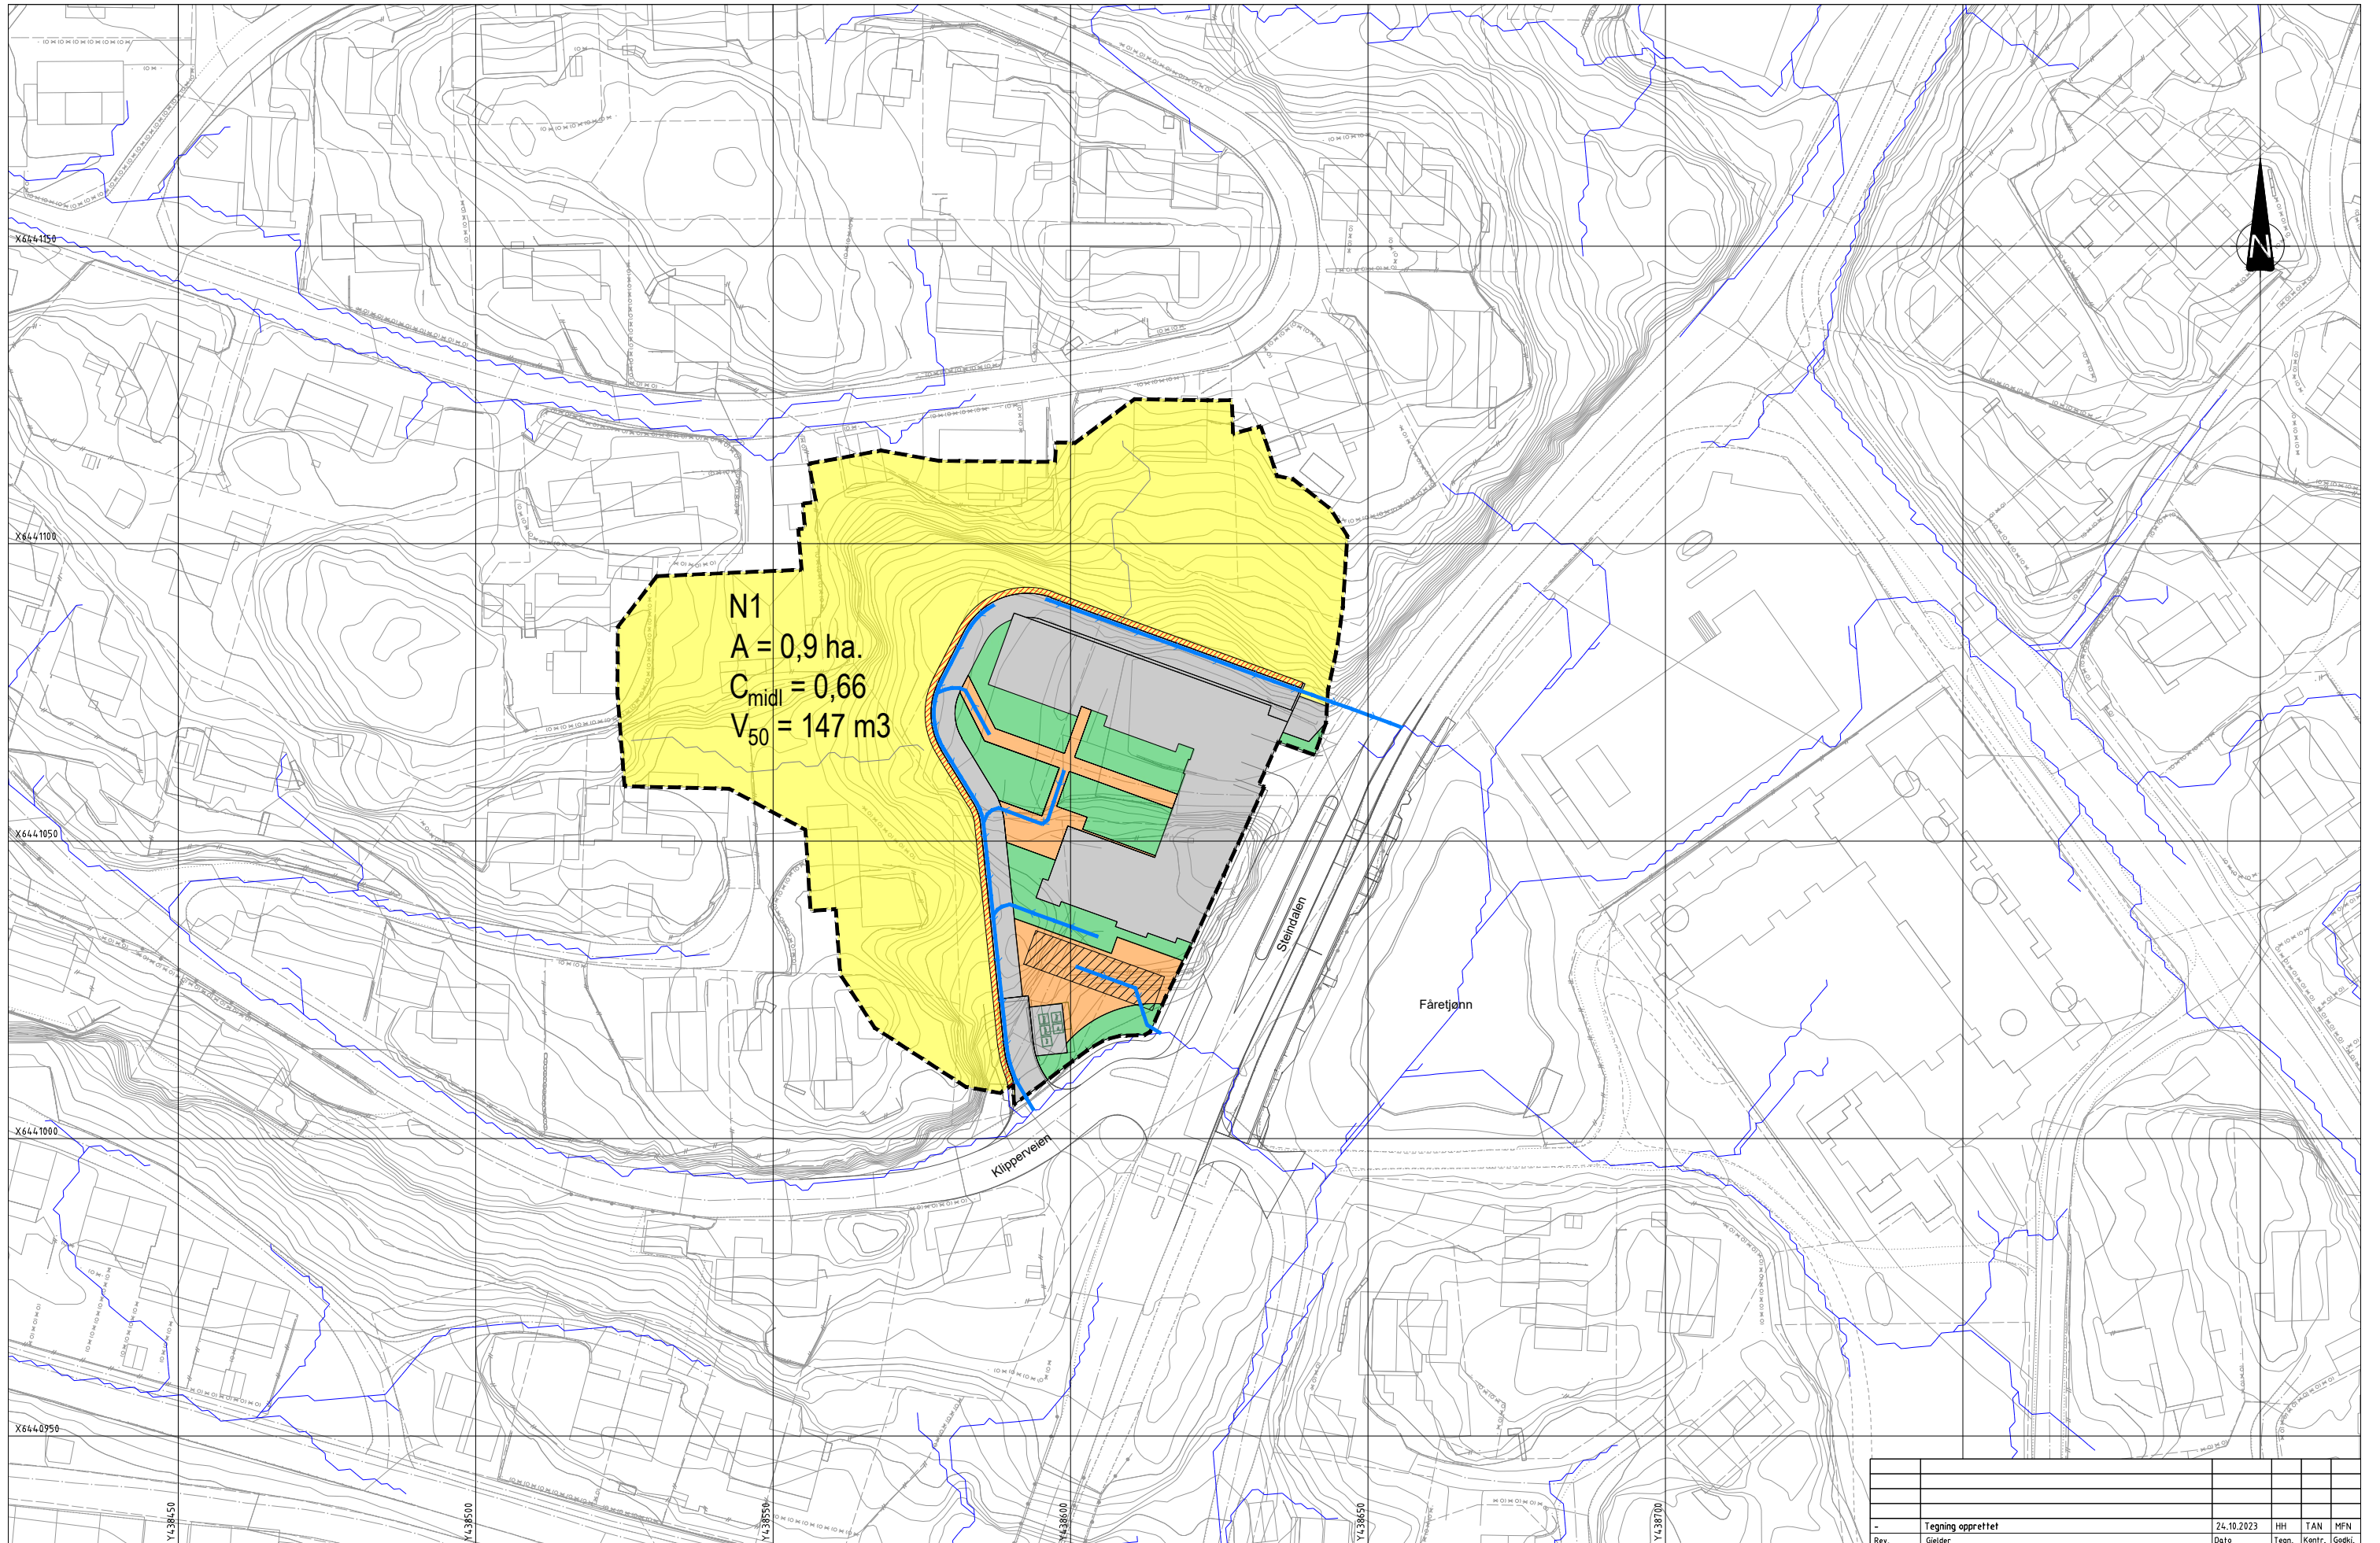 X6441150
N
X6441100
N1
A = 0,9 ha.
Cmidl = 0,66
V50 = 147 m3
X6441050
Steindalen
Fåretjønn
X6441000
Klipperveien
X6440950
Y438450
Y438500
Y438550
Y438600
Y438650
Y438700
- Tegning opprettet 24.10.2023 HH TAN MFN
Rev. Gjelder Dato Tegn. Kontr. Godkj.